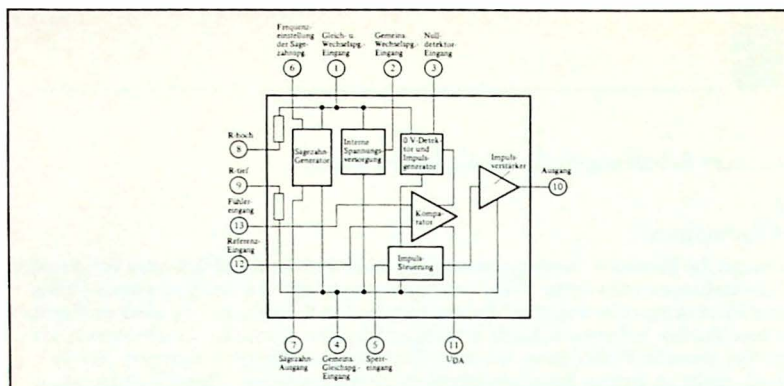 Frequenz-
einstellung
der Säge-
zahnspg.
6
Gleich- u.
Wechselspg.-
Eingang
1
Gemeins.
Wechselspg.-
Eingang
2
Null-
detektor-
Eingang
3
R-hoch
8
R-tief
9
Fühler-
eingang
13
Referenz-
Eingang
12
Sägezahn-
Generator
Interne
Spannungs-
versorgung
0 V-Detek-
tor und
Impuls-
generator
Kompa-
rator
Impuls-
Steuerung
Impuls-
verstärker
Ausgang
10
7
Sägezahn-
Ausgang
4
Gemeins.
Gleichspg.-
Eingang
5
Sperr-
eingang
11
UDA